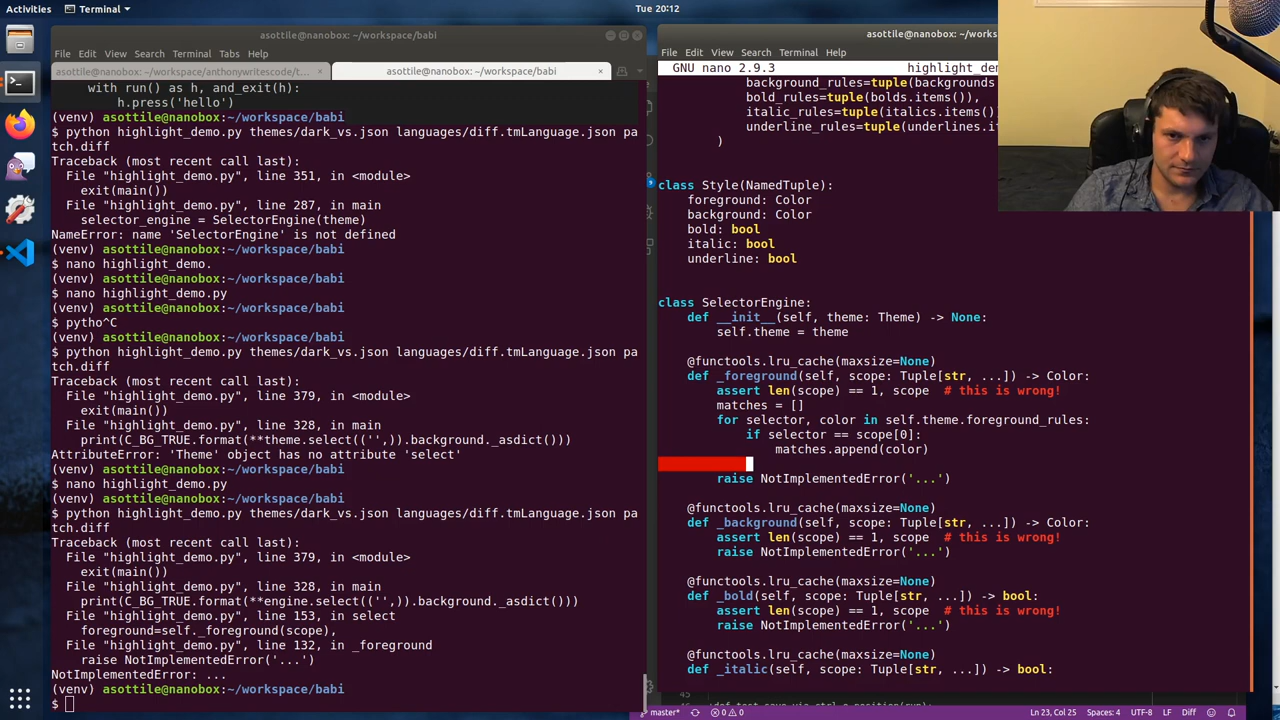 Activities
Terminal
Tue 20:12
asottile@nanobox:~/workspace/babi
File Edit View Search Terminal Tabs Help
asottile@nanobox:~/workspace/anthonywritescode/t...
asottile@nanobox:~/workspace/babi
with run() as h, and_exit(h):
h.press('hello')
(venv) asottile@nanobox:~/workspace/babi
$ python highlight_demo.py themes/dark_vs.json languages/diff.tmLanguage.json pa
tch.diff
Traceback (most recent call last):
File "highlight_demo.py", line 351, in <module>
exit(main())
File "highlight_demo.py", line 287, in main
selector_engine = SelectorEngine(theme)
NameError: name 'SelectorEngine' is not defined
(venv) asottile@nanobox:~/workspace/babi
$ nano highlight_demo.
(venv) asottile@nanobox:~/workspace/babi
$ nano highlight_demo.py
(venv) asottile@nanobox:~/workspace/babi
$ pytho^C
(venv) asottile@nanobox:~/workspace/babi
$ python highlight_demo.py themes/dark_vs.json languages/diff.tmLanguage.json pa
tch.diff
Traceback (most recent call last):
File "highlight_demo.py", line 379, in <module>
exit(main())
File "highlight_demo.py", line 328, in main
print(C_BG_TRUE.format(**theme.select(('',)).background._asdict()))
AttributeError: 'Theme' object has no attribute 'select'
(venv) asottile@nanobox:~/workspace/babi
$ nano highlight_demo.py
(venv) asottile@nanobox:~/workspace/babi
$ python highlight_demo.py themes/dark_vs.json languages/diff.tmLanguage.json pa
tch.diff
Traceback (most recent call last):
File "highlight_demo.py", line 379, in <module>
exit(main())
File "highlight_demo.py", line 328, in main
print(C_BG_TRUE.format(**engine.select(('',)).background._asdict()))
File "highlight_demo.py", line 153, in select
foreground=self._foreground(scope),
File "highlight_demo.py", line 132, in _foreground
raise NotImplementedError('...')
NotImplementedError: ...
(venv) asottile@nanobox:~/workspace/babi
$
asottile@nanobox:~/w
File Edit View Search Terminal Help
GNU nano 2.9.3 highlight_dem
background_rules=tuple(backgrounds
bold_rules=tuple(bolds.items()),
italic_rules=tuple(italics.items()
underline_rules=tuple(underlines.it
)
class Style(NamedTuple):
foreground: Color
background: Color
bold: bool
italic: bool
underline: bool
class SelectorEngine:
def __init__(self, theme: Theme) -> None:
self.theme = theme
@functools.lru_cache(maxsize=None)
def _foreground(self, scope: Tuple[str, ...]) -> Color:
assert len(scope) == 1, scope # this is wrong!
matches = []
for selector, color in self.theme.foreground_rules:
if selector == scope[0]:
matches.append(color)
raise NotImplementedError('...')
@functools.lru_cache(maxsize=None)
def _background(self, scope: Tuple[str, ...]) -> Color:
assert len(scope) == 1, scope # this is wrong!
raise NotImplementedError('...')
@functools.lru_cache(maxsize=None)
def _bold(self, scope: Tuple[str, ...]) -> bool:
assert len(scope) == 1, scope # this is wrong!
raise NotImplementedError('...')
@functools.lru_cache(maxsize=None)
def _italic(self, scope: Tuple[str, ...]) -> bool:
45
master* 0 0 Ln 23, Col 25 Spaces: 4 UTF-8 LF Diff